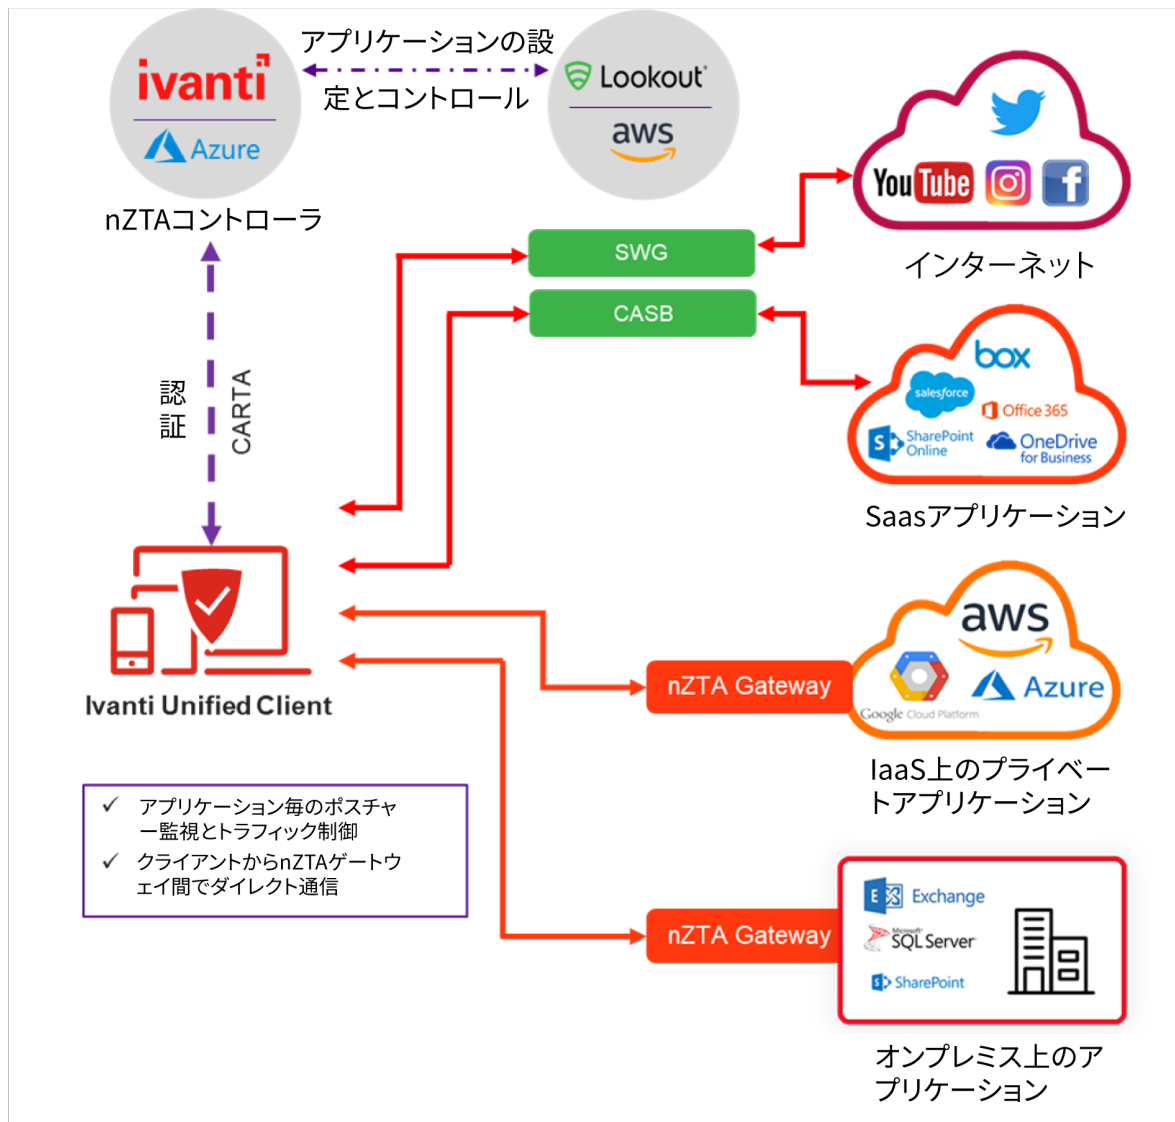 アプリケーションの設
定とコントロール
ivanti
Azure
Lookout
aws
nZTAコントローラ
YouTube
f
インターネット
SWG
CASB
認証
CARTA
box
salesforce
Office 365
S
SharePoint
Online
OneDrive
for Business
Saasアプリケーション
Ivanti Unified Client
aws
Google Cloud Platform
Azure
nZTA Gateway
IaaS上のプライベー
トアプリケーション
✓ アプリケーション毎のポスチャ
ー監視とトラフィック制御
✓ クライアントからnZTAゲートウ
ェイ間でダイレクト通信
nZTA Gateway
E
Exchange
Microsoft
SQL Server
S
SharePoint
オンプレミス上のア
プリケーション